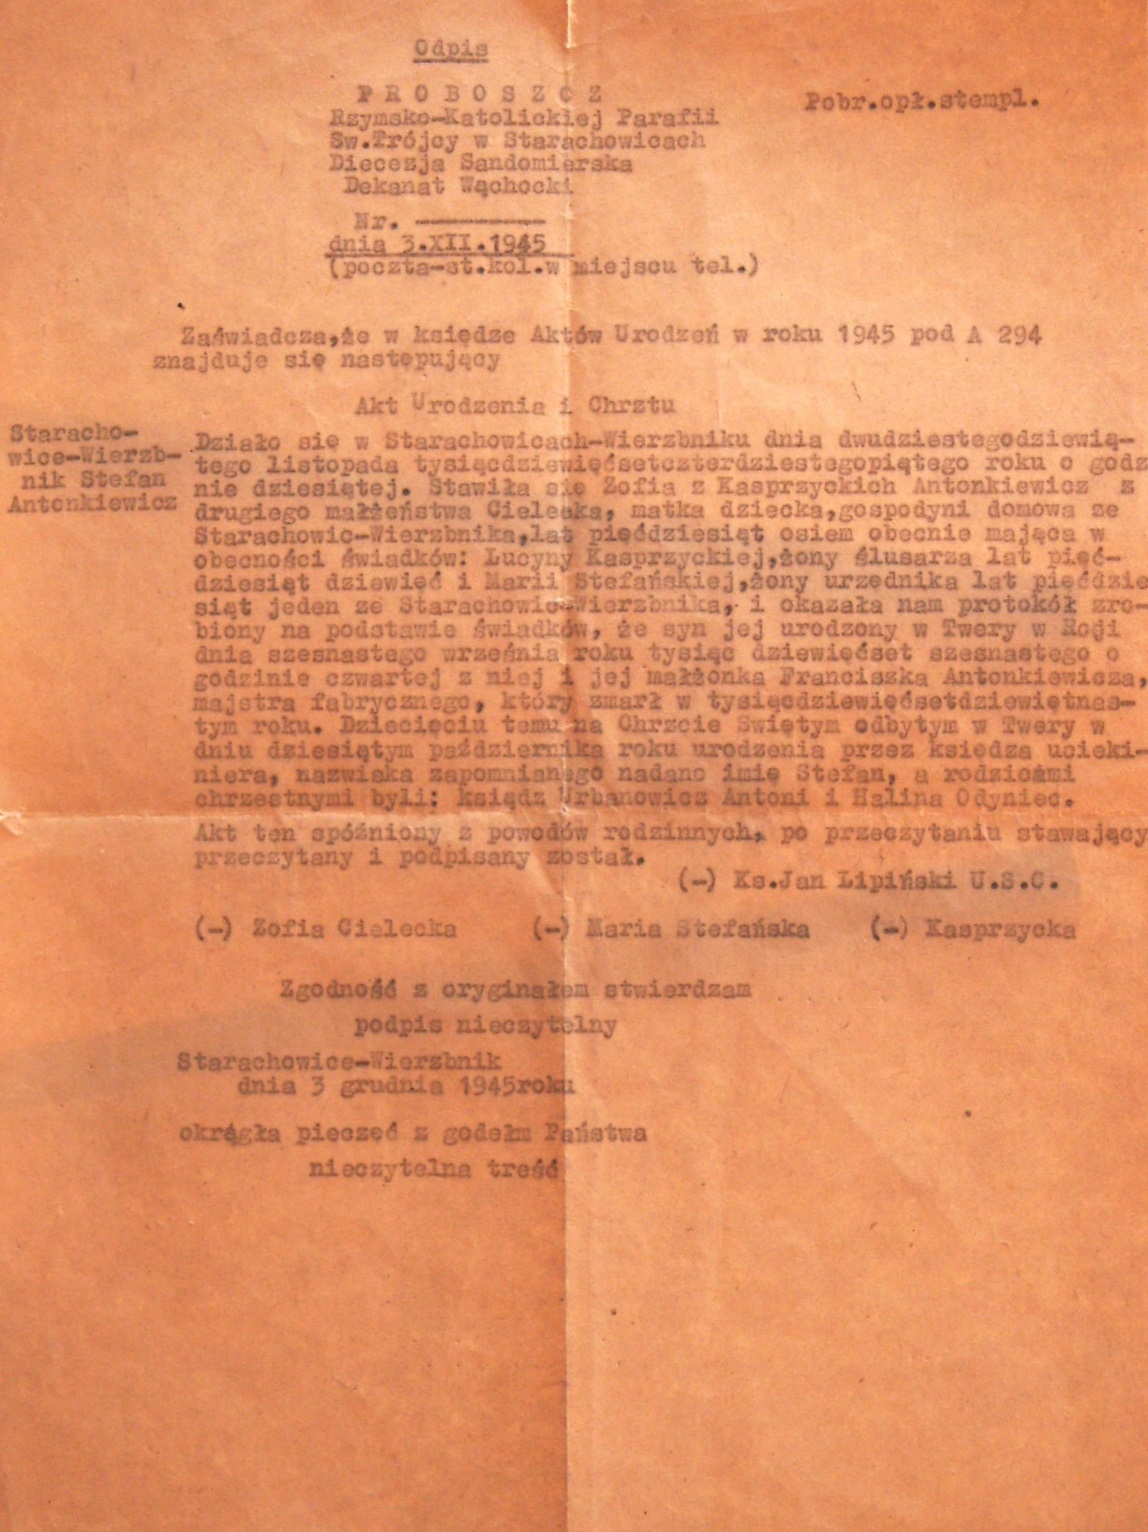 Odpis
PROBOSZCZ
Pobr.opł.stempl.
Rzymsko-Katolickiej Parafii
Sw.Trójcy w Starachowicach
Diecezja Sandomierska
Dekanat Wąchocki
Nr. ————
dnia 3.XII.1945
(poczta-st.kol.w miejscu tel.)
Zaświadcza,że w księdze Aktów Urodzeń w roku 1945 pod A 294
znajduje się następujący
Akt Urodzenia i Chrztu
Staracho-
wice-Wierzb-
nik Stefan
Antonkiewicz
Działo się w Starachowicach-Wierzbniku dnia dwudziestegodziewią-
tego listopada tysiącdziewięćsetczterdziestegopiątego roku o godz
nie dziesiątej. Stawiła się Zofia z Kasprzyckich Antonkiewicz z
drugiego małżeństwa Cielecka, matka dziecka,gospodyni domowa ze
Starachowic-Wierzbnika,lat pięćdziesiąt osiem obecnie mająca w
obecności świadków: Lucyny Kasprzyckiej,żony ślusarza lat pięć-
dziesiąt dziewięć i Marii Stefańskiej,żony urzędnika lat pięćdzie
siąt jeden ze Starachowic-Wierzbnika, i okazała nam protokół zro-
biony na podstawie świadków, że syn jej urodzony w Twery w Rosji
dnia szesnastego września roku tysiąc dziewięćset szesnastego o
godzinie czwartej z niej i jej małżonka Franciszka Antonkiewicza,
majstra fabrycznego, który zmarł w tysiącdziewięćsetdziewiętnas-
tym roku. Dziecięciu temu na Chrzcie Swiętym odbytym w Twery w
dniu dziesiątym października roku urodzenia przez księdza ucieki-
niera, nazwiska zapomnianego nadano imię Stefan, a rodzicami
chrzestnymi byli: ksiądz Urbanowicz Antoni i Halina Odyniec.
Akt ten spóźniony z powodów rodzinnych, po przeczytaniu stawający
przeczytany i podpisany został.
(-) Ks.Jan Lipiński U.S.C.
(-) Zofia Cielecka (-) Maria Stefańska (-) Kasprzycka
Zgodność z oryginałem stwierdzam
podpis nieczytelny
Starachowice-Wierzbnik
dnia 3 grudnia 1945roku
okrągła pieczęć z godełm Państwa
nieczytelna treść